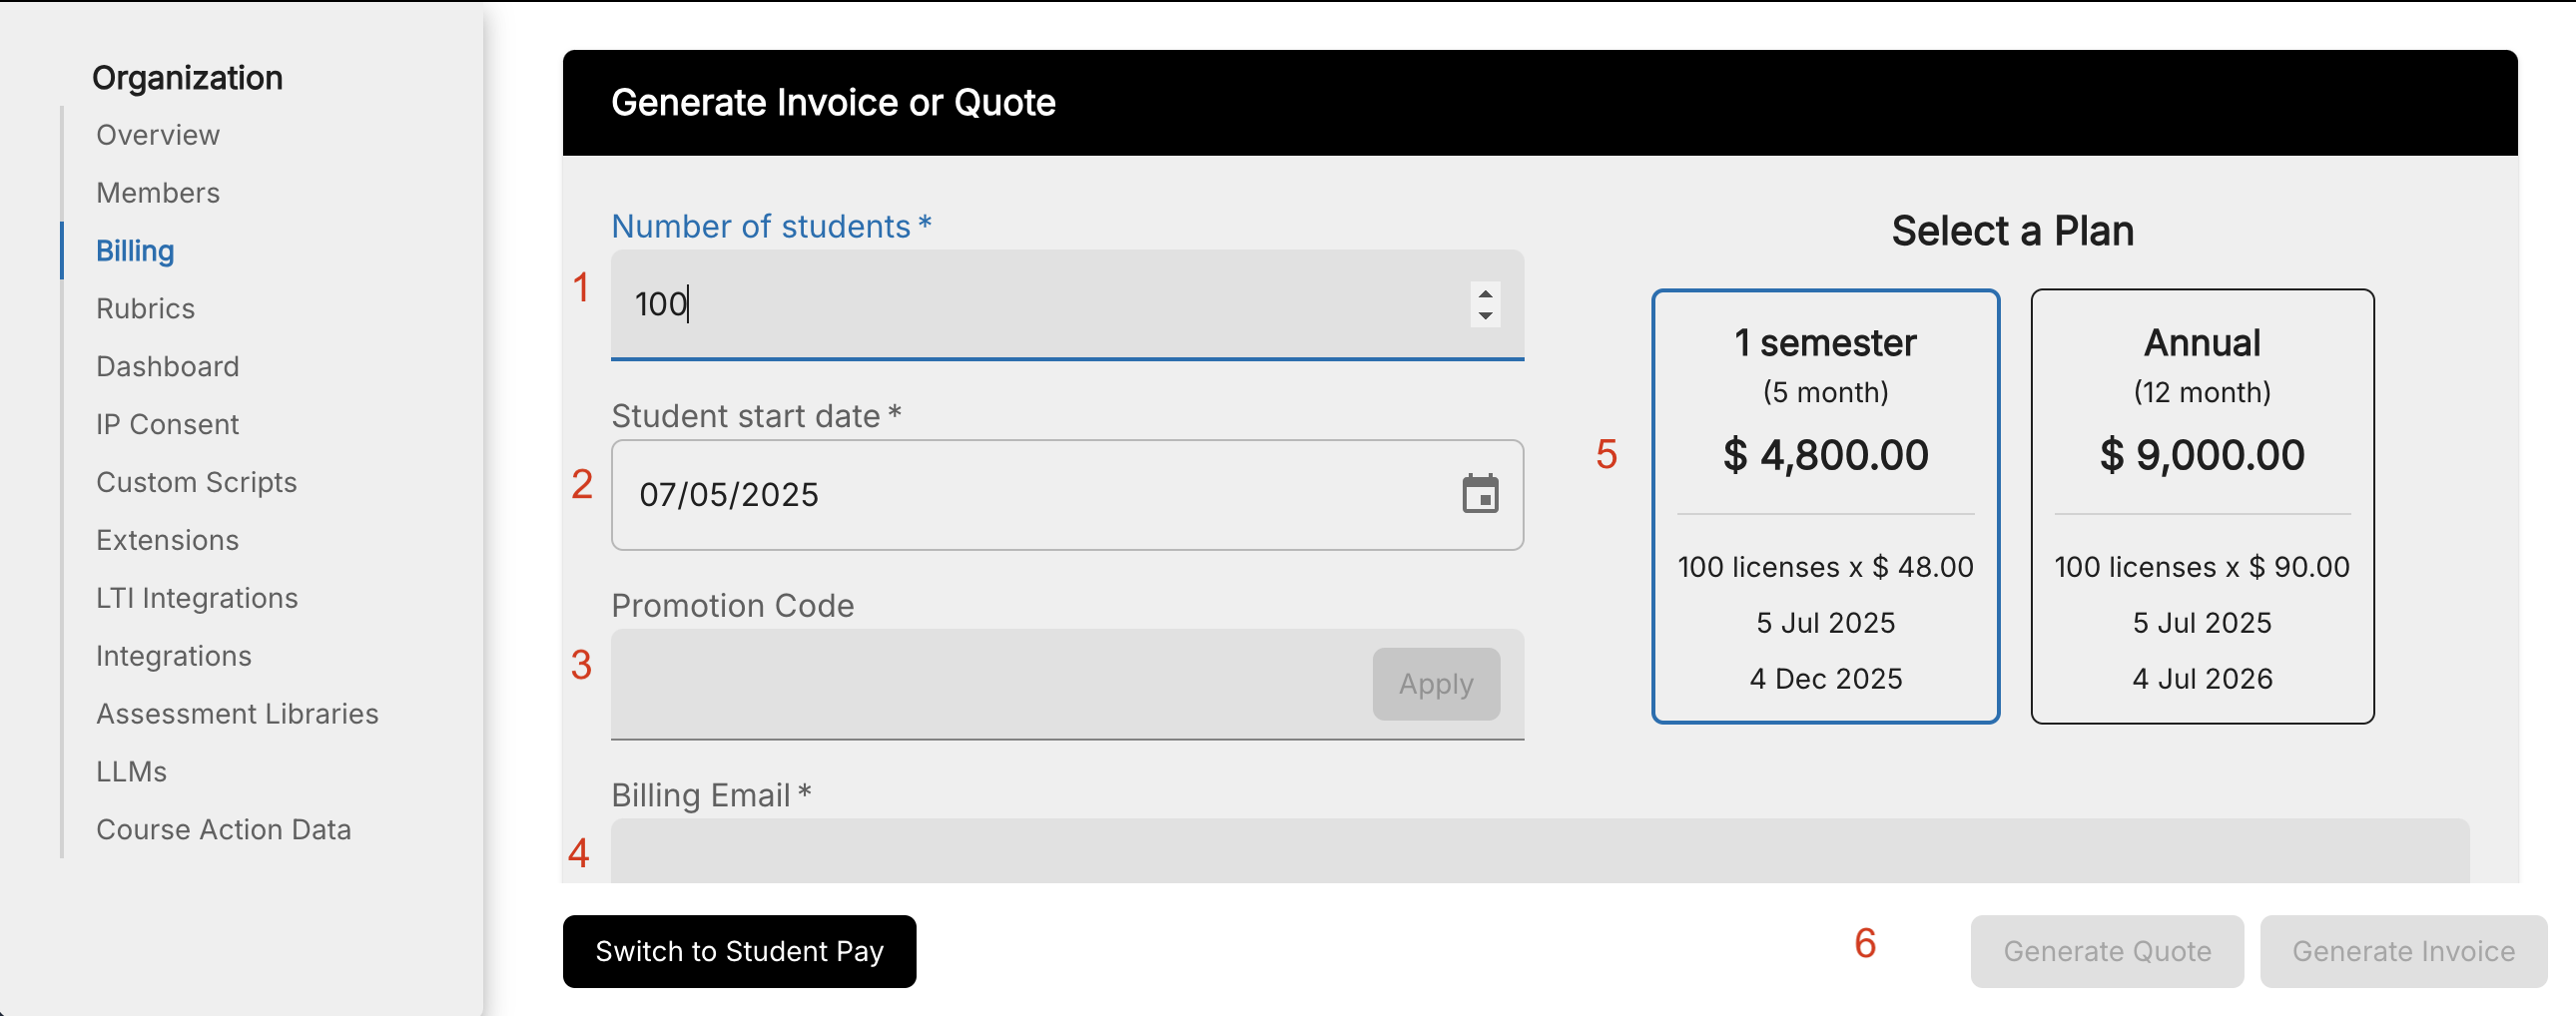 Organization
Overview
Members
Billing
Rubrics
Dashboard
IP Consent
Custom Scripts
Extensions
LTI Integrations
Integrations
Assessment Libraries
LLMs
Course Action Data
Generate Invoice or Quote
Number of students *
1
100
Student start date *
2
07/05/2025
Promotion Code
3
Apply
Billing Email *
4
Select a Plan
5
1 semester
(5 month)
$ 4,800.00
100 licenses x $ 48.00
5 Jul 2025
4 Dec 2025
Annual
(12 month)
$ 9,000.00
100 licenses x $ 90.00
5 Jul 2025
4 Jul 2026
Switch to Student Pay
6
Generate Quote
Generate Invoice